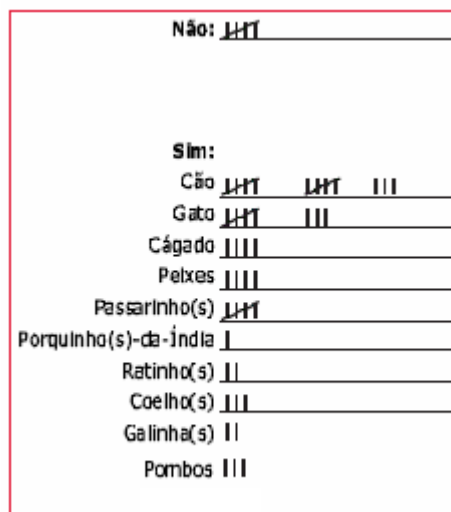 Não:
Sim:
Cão
Gato
Cágado
Peixes
Passarinho(s)
Porquinho(s)-da-Índia
Ratinho(s)
Coelho(s)
Galinha(s)
Pombos